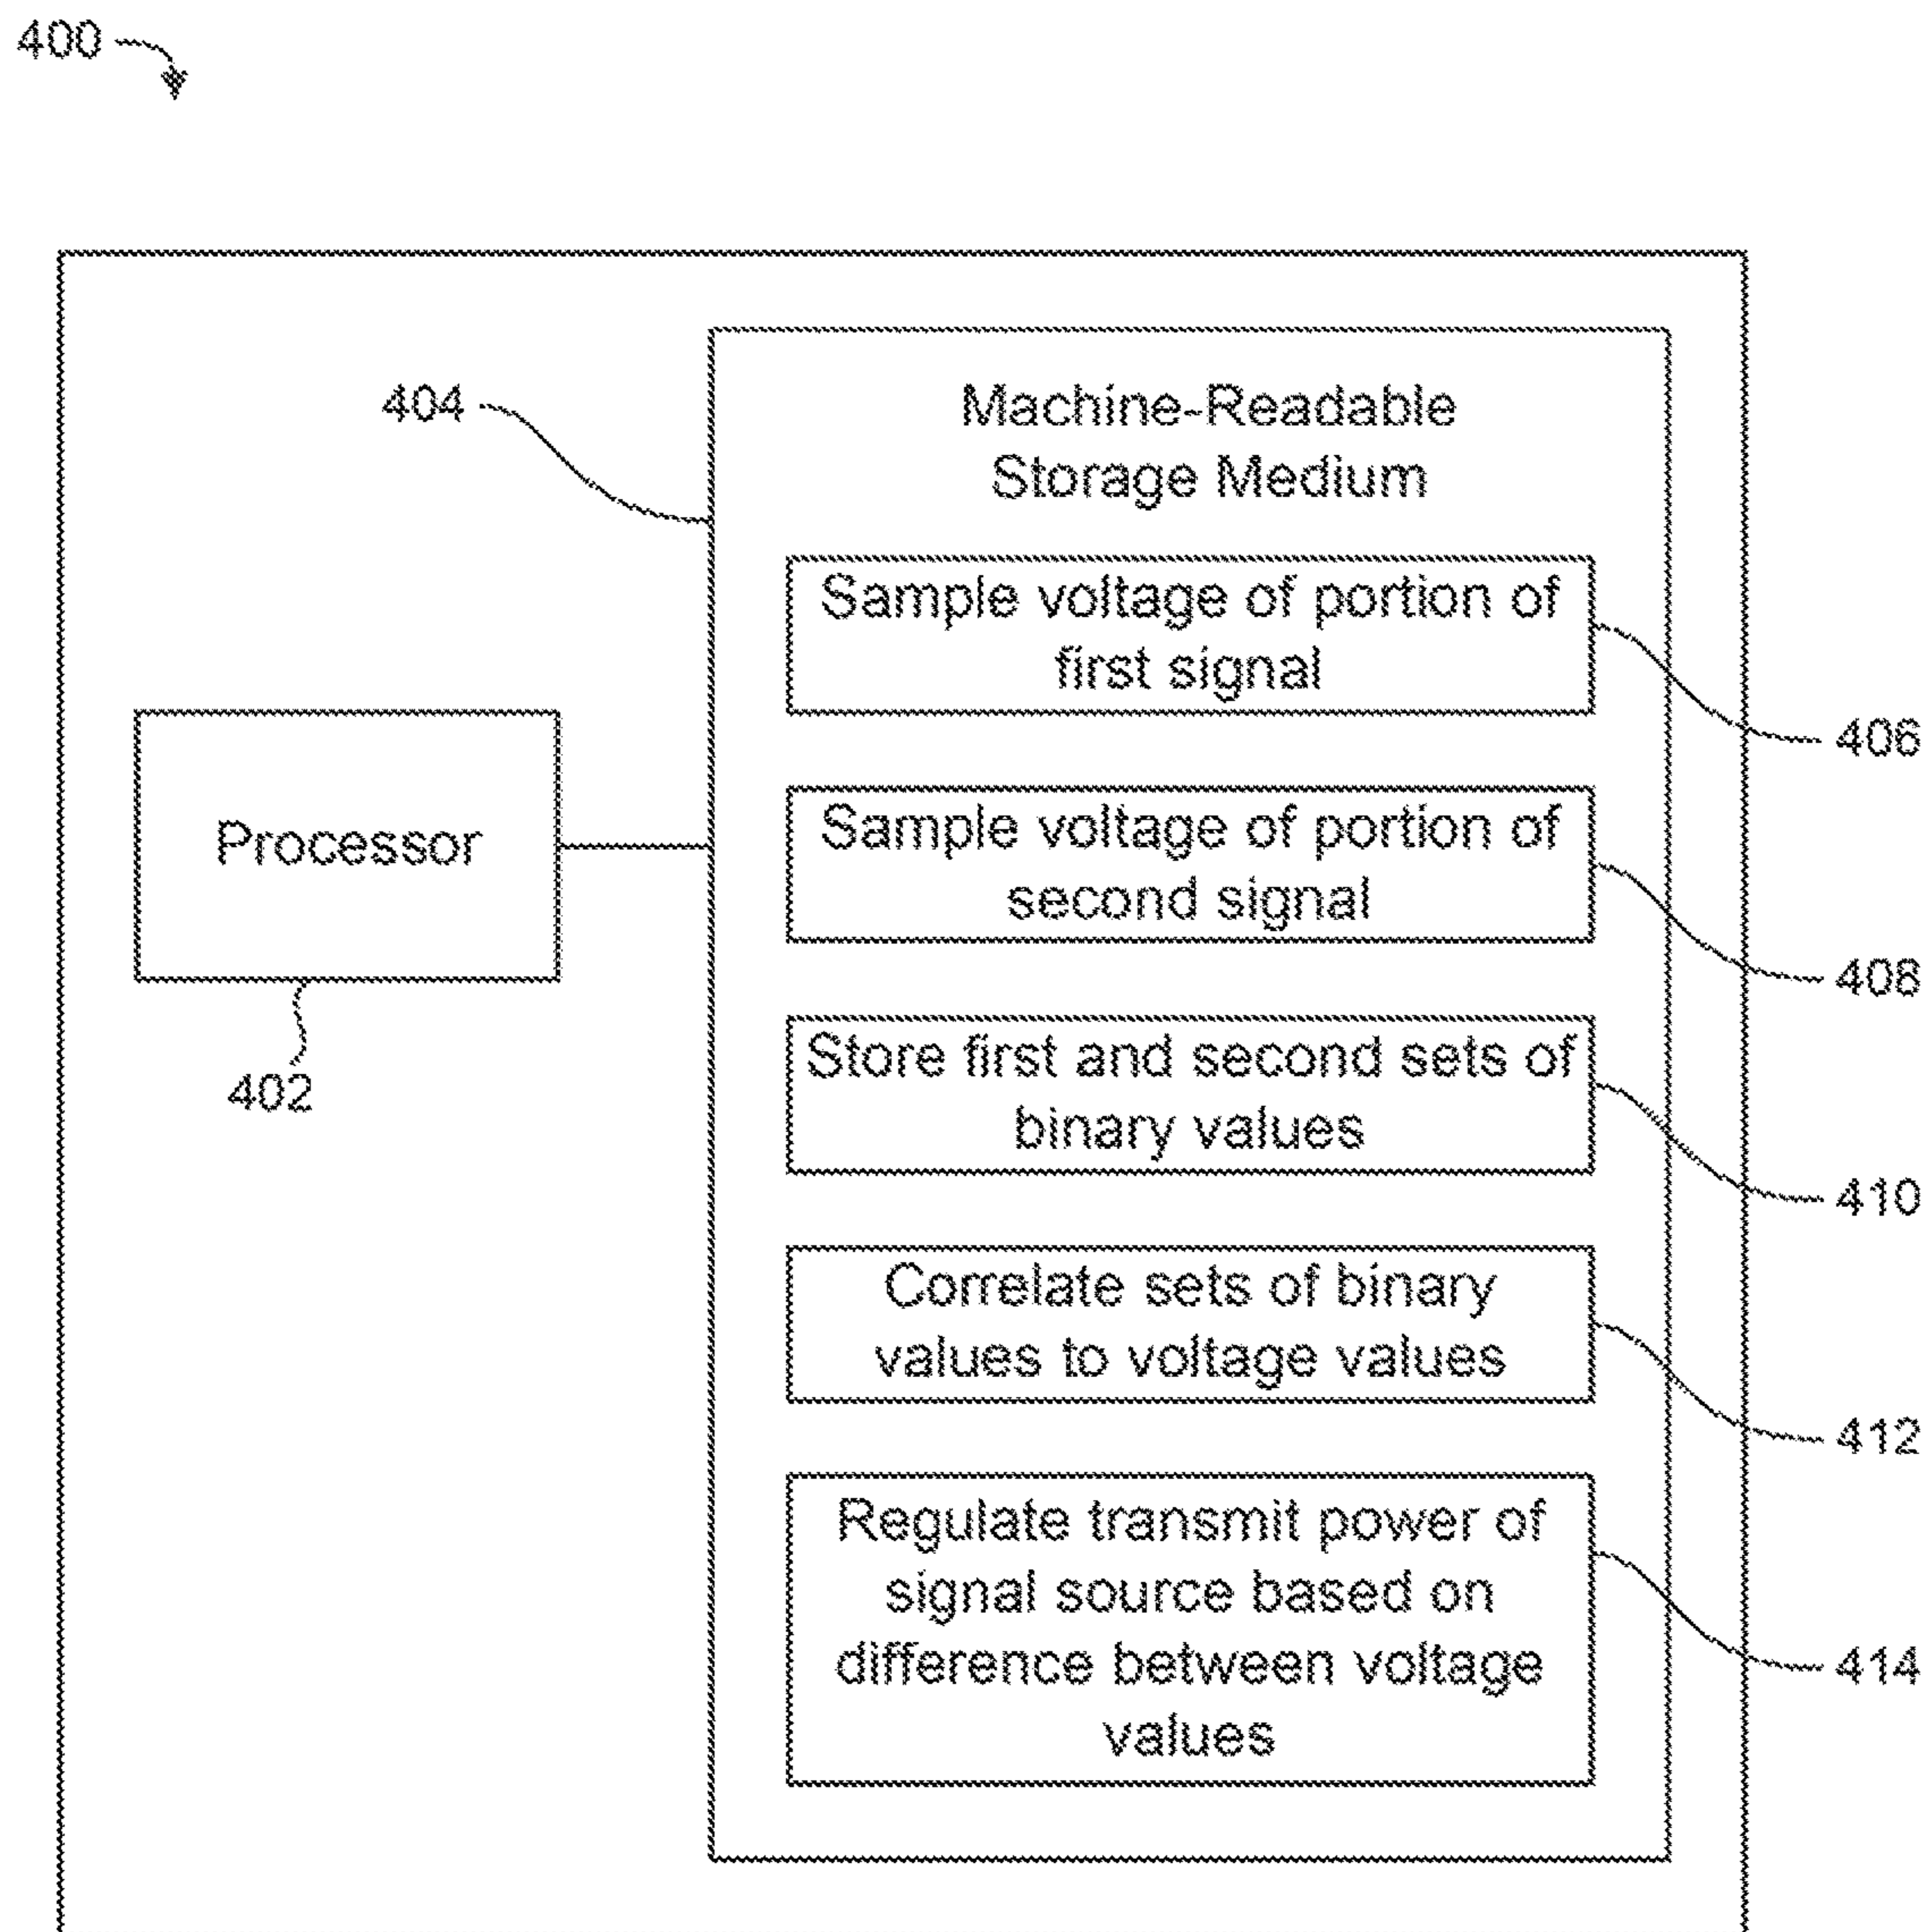 400
404
Machine-Readable
Storage Medium
Sample voltage of portion of
first signal
406
Processor
402
Sample voltage of portion of
second signal
408
Store first and second sets of
binary values
410
Correlate sets of binary
values to voltage values
412
Regulate transmit power of
signal source based on
difference between voltage
values
414